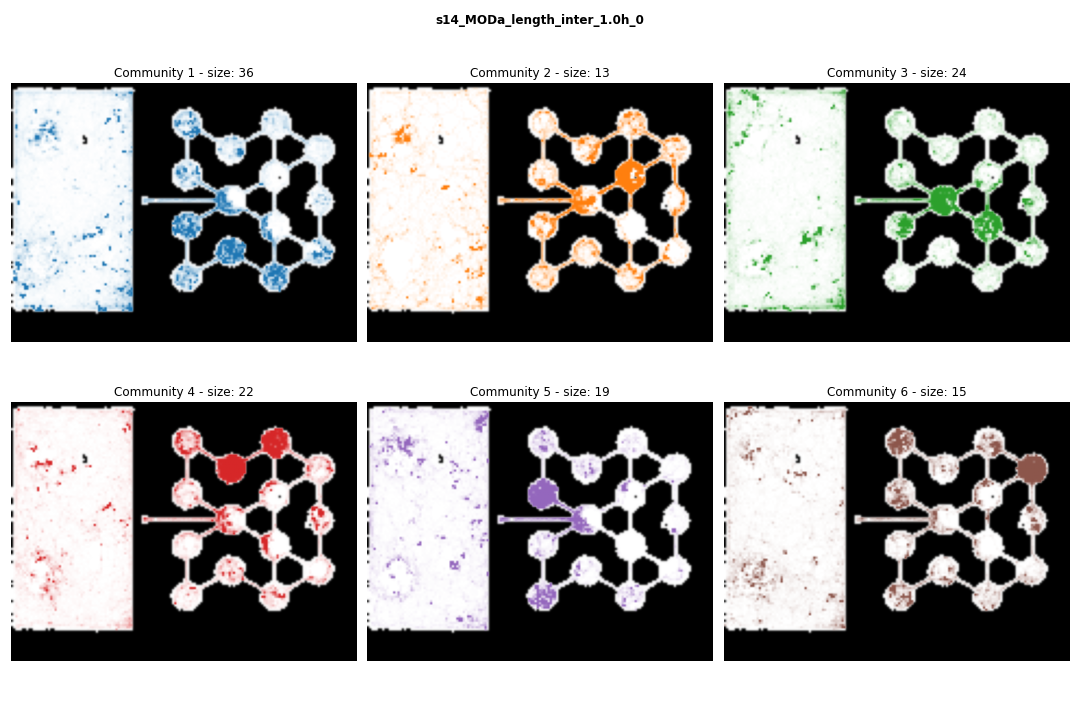 s14_MODa_length_inter_1.0h_0
Community 1 - size: 36
Community 2 - size: 13
Community 3 - size: 24
Community 4 - size: 22
Community 5 - size: 19
Community 6 - size: 15